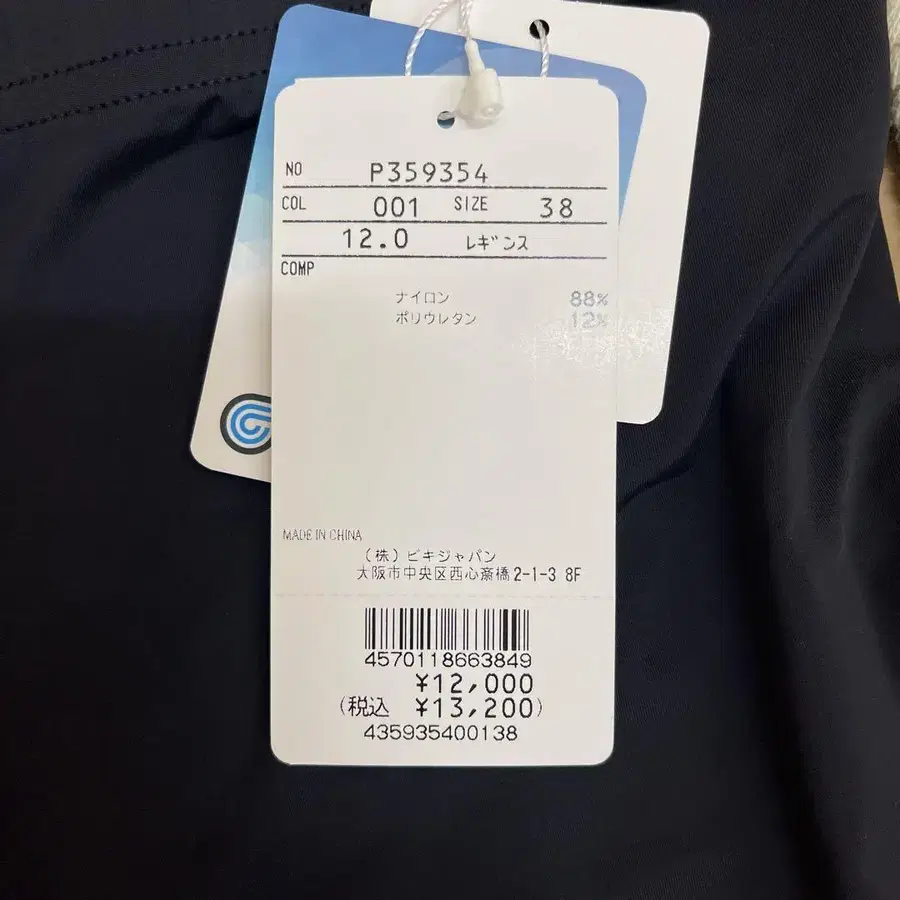 NO P359354
COL 001 SIZE 38
12.0 レギンス
COMP
ナイロン 88%
ポリウレタン 12%
MADE IN CHINA
(株)ビキジャパン
大阪市中央区西心斎橋2-1-3 8F
4570118663849
¥12,000
(税込 ¥13,200)
435935400138